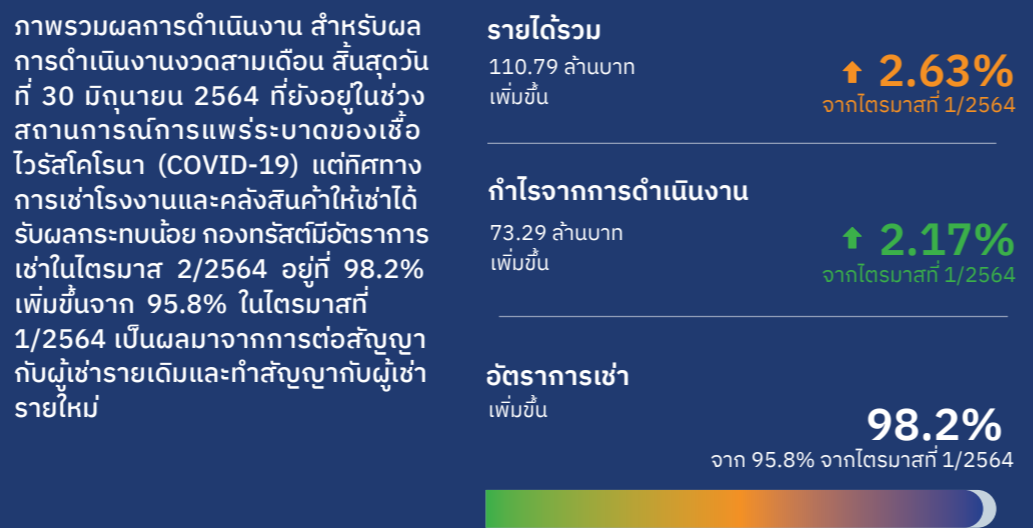 ภาพรวมผลการดำเนินงาน สำหรับผล
การดำเนินงานงวดสามเดือน สิ้นสุดวัน
ที่ 30 มิถุนายน 2564 ที่ยังอยู่ในช่วง
สถานการณ์การแพร่ระบาดของเชื้อ
ไวรัสโคโรนา (COVID-19) แต่ทิศทาง
การเช่าโรงงานและคลังสินค้าให้เช่าได้
รับผลกระทบน้อย กองทรัสต์มีอัตราการ
เช่าในไตรมาส 2/2564 อยู่ที่ 98.2%
เพิ่มขึ้นจาก 95.8% ในไตรมาสที่
1/2564 เป็นผลมาจากการต่อสัญญา
กับผู้เช่ารายเดิมและทำสัญญากับผู้เช่า
รายใหม่
รายได้รวม
110.79 ล้านบาท
เพิ่มขึ้น
2.63%
จากไตรมาสที่ 1/2564
กำไรจากการดำเนินงาน
73.29 ล้านบาท
เพิ่มขึ้น
2.17%
จากไตรมาสที่ 1/2564
อัตราการเช่า
เพิ่มขึ้น
98.2%
จาก 95.8% จากไตรมาสที่ 1/2564